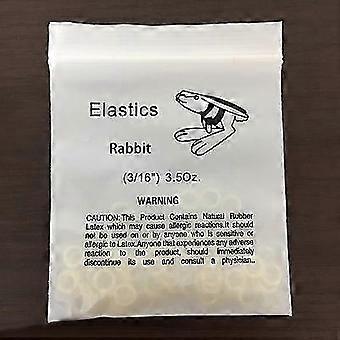 Elastics
Rabbit
(3/16") 3.5Oz.
WARNING
CAUTION:This Product Contains Natural Rubber
Latex which may cause allergic reactions.It should
not be used on or by anyone who is sensitive or
allergic to Latex.Anyone that experiences any adverse
reaction to the product, should immediately
discontinue its use and consult a physician..